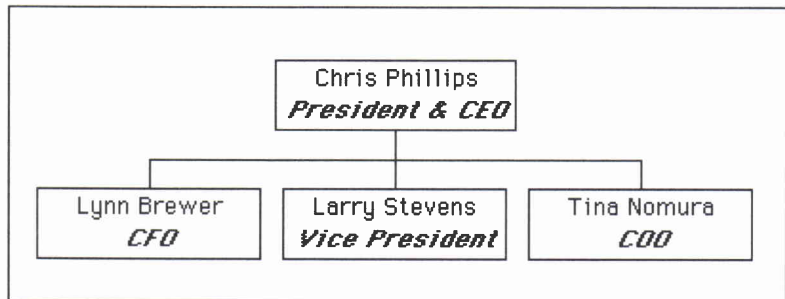 Chris Phillips
President & CEO
Lynn Brewer
CFO
Larry Stevens
Vice President
Tina Nomura
COO